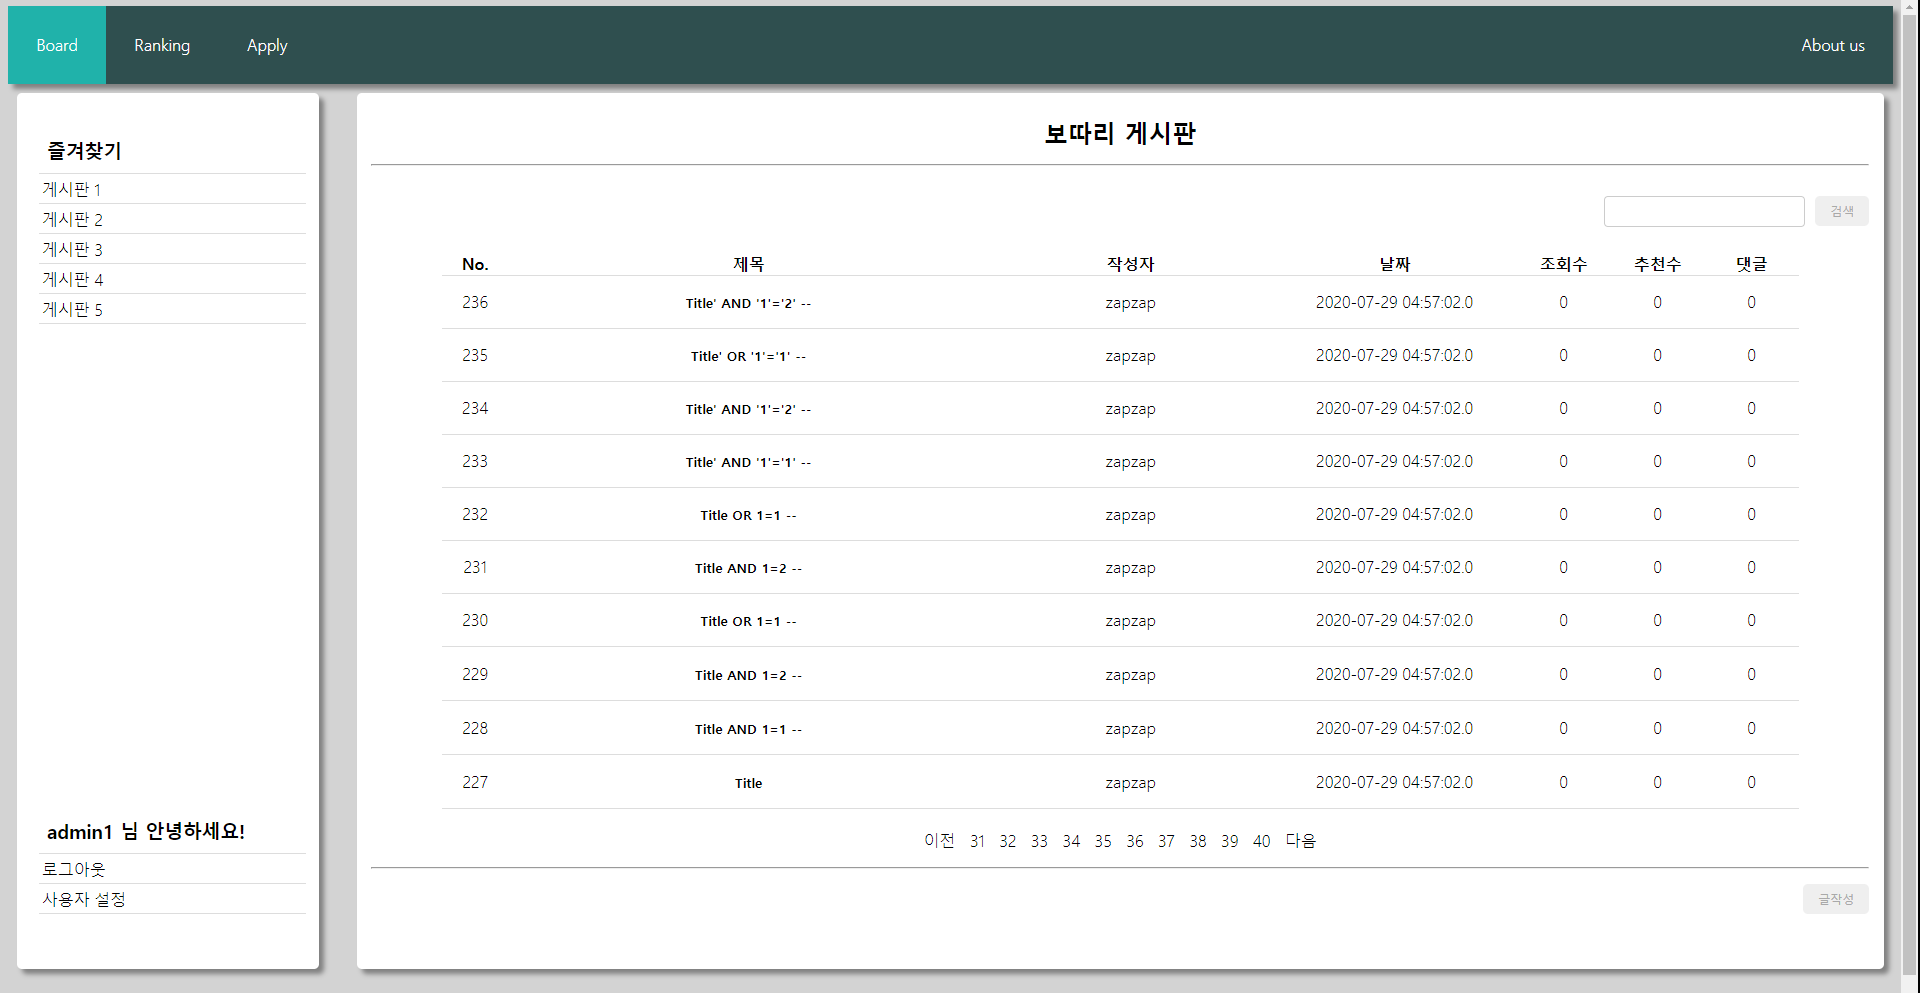 Board Ranking Apply About us
즐겨찾기
게시판 1
게시판 2
게시판 3
게시판 4
게시판 5
admin1 님 안녕하세요!
로그아웃
사용자 설정
보따리 게시판
검색
No. 제목 작성자 날짜 조회수 추천수 댓글
236 Title' AND '1'='2' -- zapzap 2020-07-29 04:57:02.0 0 0 0
235 Title' OR '1'='1' -- zapzap 2020-07-29 04:57:02.0 0 0 0
234 Title' AND '1'='2' -- zapzap 2020-07-29 04:57:02.0 0 0 0
233 Title' AND '1'='1' -- zapzap 2020-07-29 04:57:02.0 0 0 0
232 Title OR 1=1 -- zapzap 2020-07-29 04:57:02.0 0 0 0
231 Title AND 1=2 -- zapzap 2020-07-29 04:57:02.0 0 0 0
230 Title OR 1=1 -- zapzap 2020-07-29 04:57:02.0 0 0 0
229 Title AND 1=2 -- zapzap 2020-07-29 04:57:02.0 0 0 0
228 Title AND 1=1 -- zapzap 2020-07-29 04:57:02.0 0 0 0
227 Title zapzap 2020-07-29 04:57:02.0 0 0 0
이전 31 32 33 34 35 36 37 38 39 40 다음
글작성